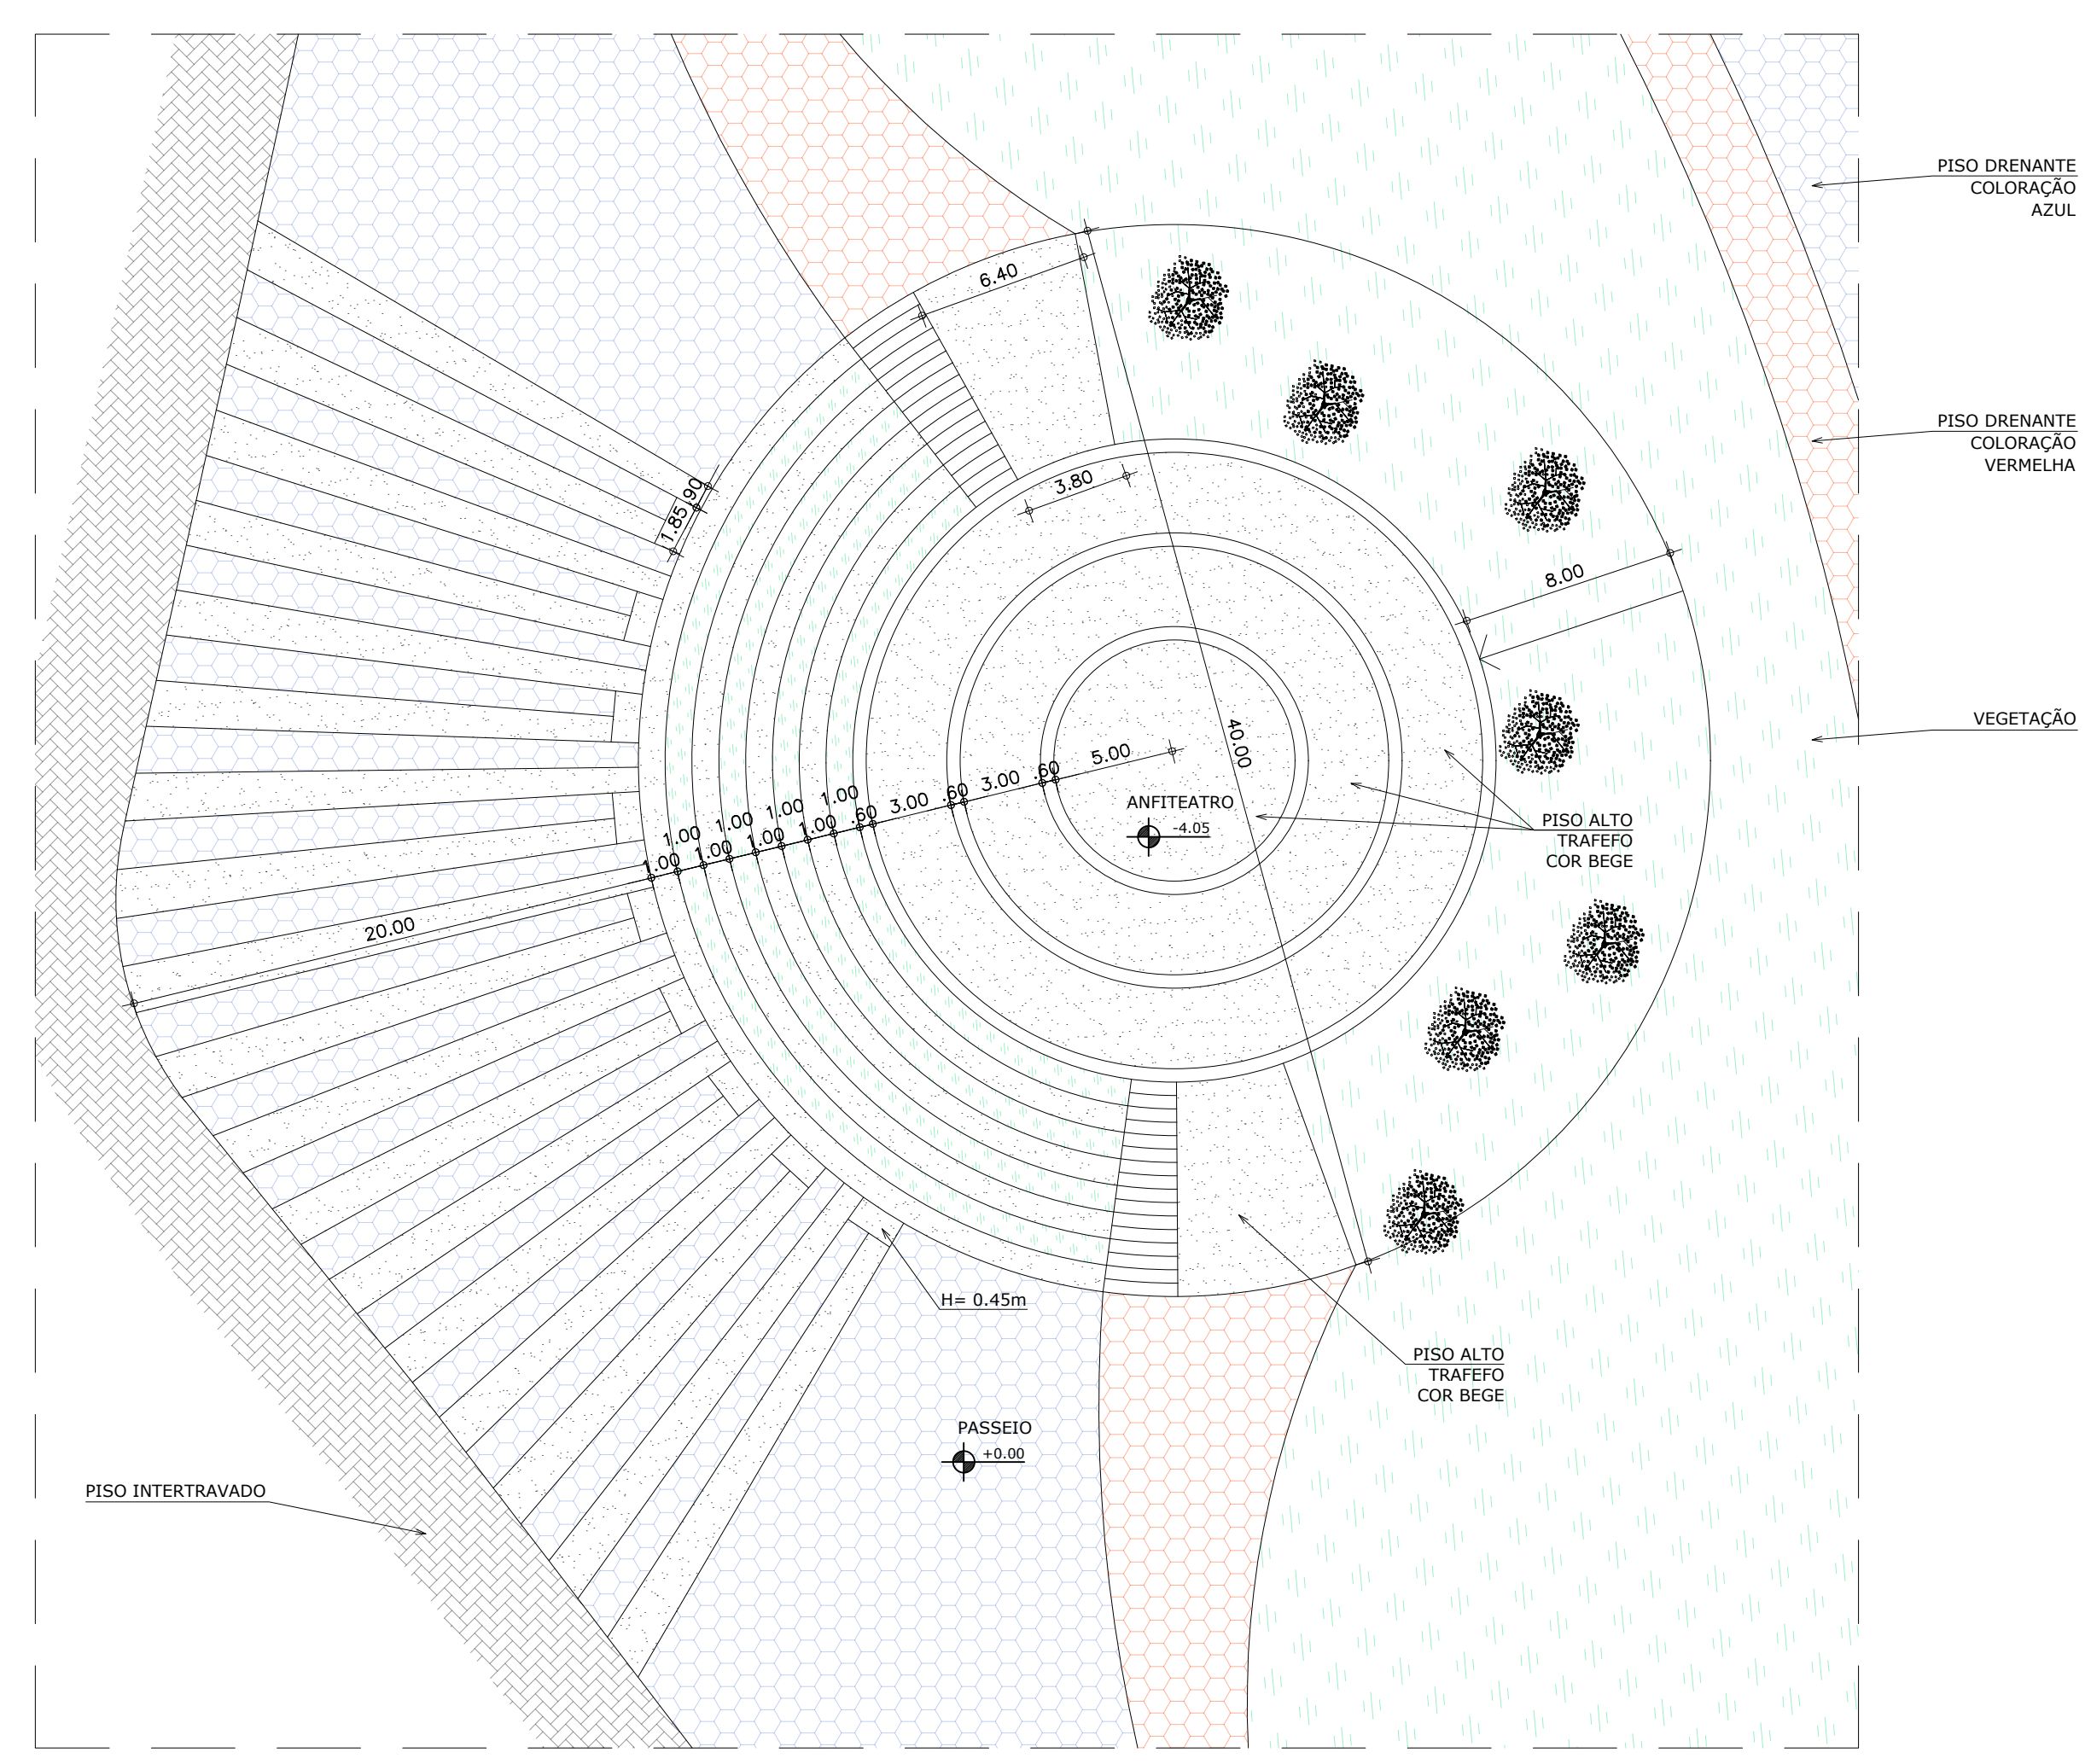 PISO DRENANTE
COLORAÇÃO
AZUL
6.40
PISO DRENANTE
COLORAÇÃO
VERMELHA
3.80
.90
1.85
8.00
VEGETAÇÃO
40.00
5.00
.60
3.00
.60
3.00
.60
1.00
1.00
1.00
1.00
1.00
1.00
1.00
1.00
ANFITEATRO
-4.05
PISO ALTO
TRAFEFO
COR BEGE
20.00
H= 0.45m
PISO ALTO
TRAFEFO
COR BEGE
PASSEIO
+0.00
PISO INTERTRAVADO